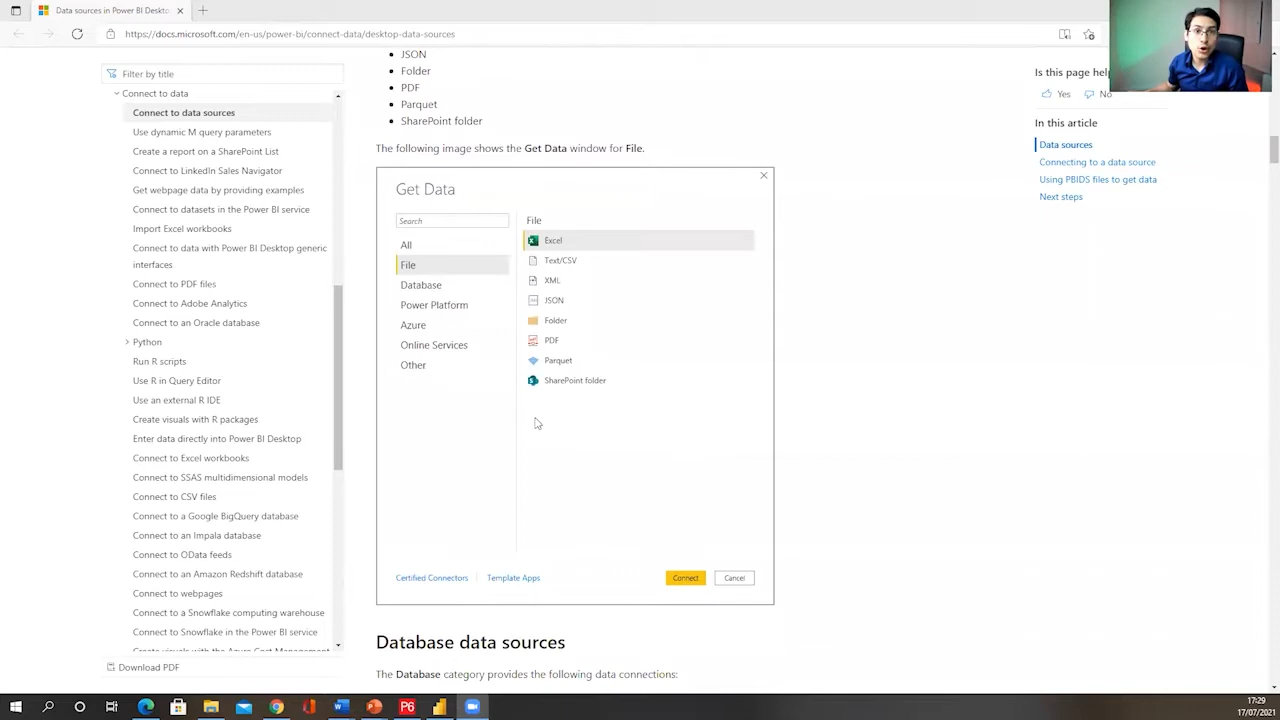 Data sources in Power BI Deskto
https://docs.microsoft.com/en-us/power-bi/connect-data/desktop-data-sources
Filter by title
Connect to data
Connect to data sources
Use dynamic M query parameters
Create a report on a SharePoint List
Connect to LinkedIn Sales Navigator
Get webpage data by providing examples
Connect to datasets in the Power BI service
Import Excel workbooks
Connect to data with Power BI Desktop generic
interfaces
Connect to PDF files
Connect to Adobe Analytics
Connect to an Oracle database
Python
Run R scripts
Use R in Query Editor
Use an external R IDE
Create visuals with R packages
Enter data directly into Power BI Desktop
Connect to Excel workbooks
Connect to SSAS multidimensional models
Connect to CSV files
Connect to a Google BigQuery database
Connect to an Impala database
Connect to OData feeds
Connect to an Amazon Redshift database
Connect to webpages
Connect to a Snowflake computing warehouse
Connect to Snowflake in the Power BI service
Create visuals with the Azure Cost Management
Download PDF
JSON
Folder
PDF
Parquet
SharePoint folder
The following image shows the Get Data window for File.
Get Data
Search
All
File
Database
Power Platform
Azure
Online Services
Other
File
Excel
Text/CSV
XML
JSON
Folder
PDF
Parquet
SharePoint folder
Certified Connectors
Template Apps
Connect
Cancel
Database data sources
The Database category provides the following data connections:
Is this page help
Yes
No
In this article
Data sources
Connecting to a data source
Using PBIDS files to get data
Next steps
P6
17:29
17/07/2021